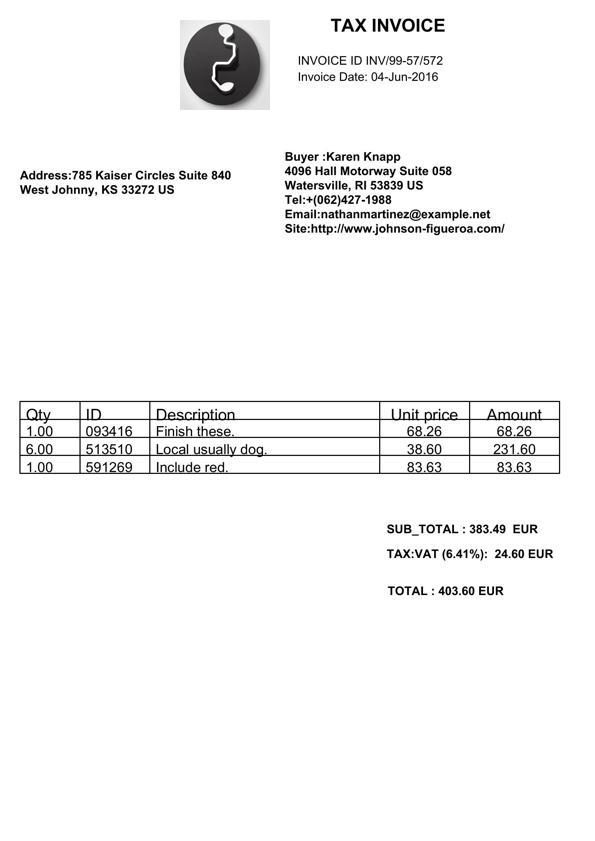 TAX INVOICE
INVOICE ID INV/99-57/572
Invoice Date: 04-Jun-2016
Address:785 Kaiser Circles Suite 840
West Johnny, KS 33272 US
Buyer :Karen Knapp
4096 Hall Motorway Suite 058
Watersville, RI 53839 US
Tel:+(062)427-1988
Email:nathanmartinez@example.net
Site:http://www.johnson-figueroa.com/
Qty ID Description Unit price Amount
1.00 093416 Finish these. 68.26 68.26
6.00 513510 Local usually dog. 38.60 231.60
1.00 591269 Include red. 83.63 83.63
SUB_TOTAL : 383.49 EUR
TAX:VAT (6.41%): 24.60 EUR
TOTAL : 403.60 EUR